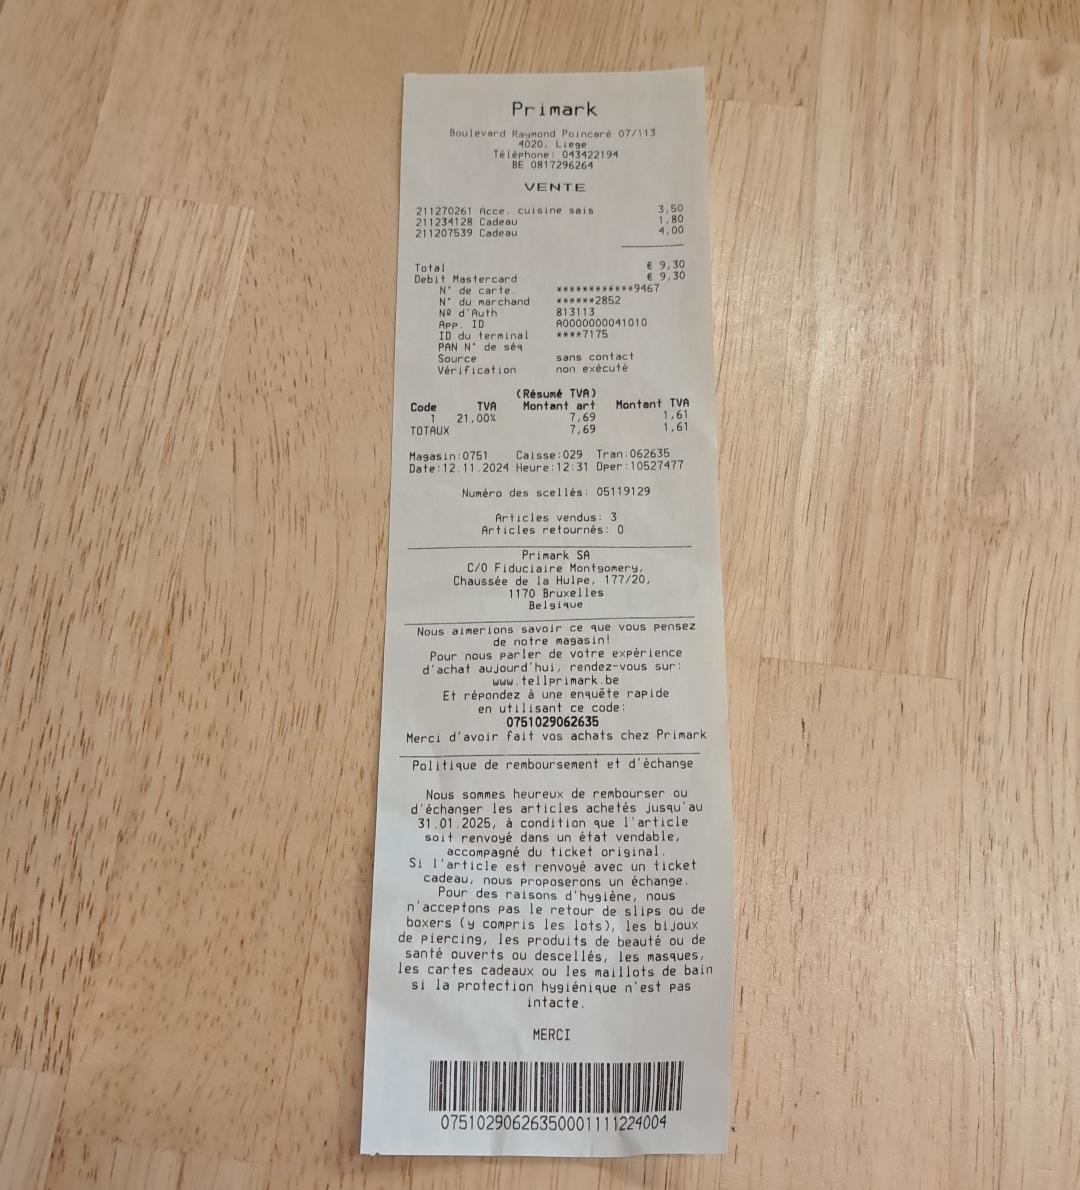 Primark
Boulevard Raymond Poincaré 07/113
4020, Liege
Téléphone: 043422194
BE 0817296264
VENTE
211270261 Acce. cuisine sais 3,50
211234128 Cadeau 1,80
211207539 Cadeau 4,00
Total € 9,30
Debit Mastercard € 9,30
N° de carte. ************9467
N° du marchand ******2852
Nº d'Auth 813113
App. ID A0000000041010
ID du terminal ****7175
PAN N° de séq
Source sans contact
Vérification non exécuté
(Résumé TVA)
Code TVA Montant art Montant TVA
1 21,00% 7,69 1,61
TOTAUX 7,69 1,61
Magasin:0751 Caisse:029 Tran:062635
Date:12.11.2024 Heure:12:31 Oper:10527477
Numéro des scellés: 05119129
Articles vendus: 3
Articles retournés: 0
Primark SA
C/O Fiduciaire Montgomery,
Chaussée de la Hulpe, 177/20,
1170 Bruxelles
Belgique
Nous aimerions savoir ce que vous pensez
de notre magasin!
Pour nous parler de votre expérience
d'achat aujourd'hui, rendez-vous sur:
www.tellprimark.be
Et répondez à une enquête rapide
en utilisant ce code:
0751029062635
Merci d'avoir fait vos achats chez Primark
Politique de remboursement et d'échange
Nous sommes heureux de rembourser ou
d'échanger les articles achetés jusqu'au
31.01.2025, à condition que l'article
soit renvoyé dans un état vendable,
accompagné du ticket original.
Si l'article est renvoyé avec un ticket
cadeau, nous proposerons un échange.
Pour des raisons d'hygiène, nous
n'acceptons pas le retour de slips ou de
boxers (y compris les lots), les bijoux
de piercing, les produits de beauté ou de
santé ouverts ou descellés, les masques,
les cartes cadeaux ou les maillots de bain
si la protection hygiénique n'est pas
intacte.
MERCI
07510290626350001111224004